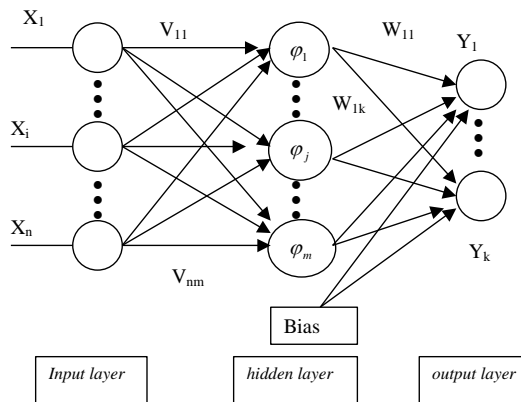 X1 V11 W11 Y1
φ1
W1k
Xi φj
Xn φm
Vnm Yk
Bias
Input layer hidden layer output layer